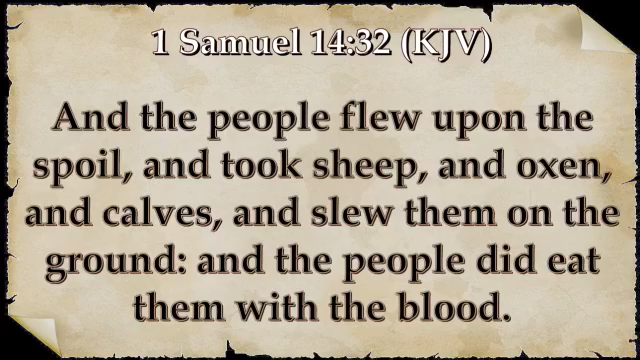 1 Samuel 14:32 (KJV)
And the people flew upon the
spoil, and took sheep, and oxen,
and calves, and slew them on the
ground: and the people did eat
them with the blood.